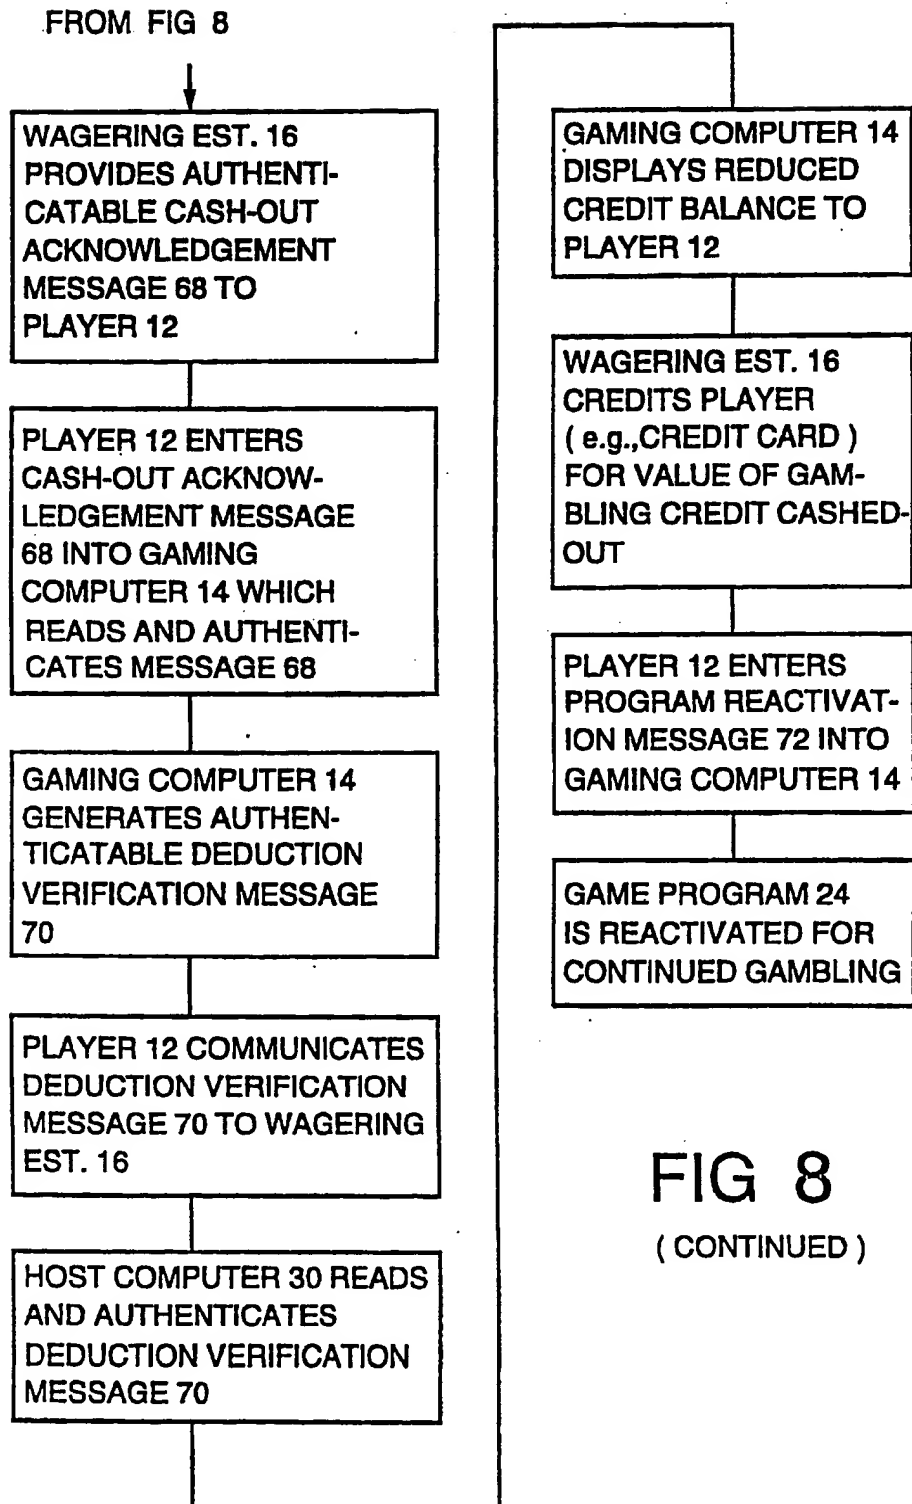 FROM FIG 8
WAGERING EST. 16
PROVIDES AUTHENTI-
CATABLE CASH-OUT
ACKNOWLEDGEMENT
MESSAGE 68 TO
PLAYER 12
PLAYER 12 ENTERS
CASH-OUT ACKNOW-
LEDGEMENT MESSAGE
68 INTO GAMING
COMPUTER 14 WHICH
READS AND AUTHENTI-
CATES MESSAGE 68
GAMING COMPUTER 14
GENERATES AUTHEN-
TICATABLE DEDUCTION
VERIFICATION MESSAGE
70
PLAYER 12 COMMUNICATES
DEDUCTION VERIFICATION
MESSAGE 70 TO WAGERING
EST. 16
HOST COMPUTER 30 READS
AND AUTHENTICATES
DEDUCTION VERIFICATION
MESSAGE 70
GAMING COMPUTER 14
DISPLAYS REDUCED
CREDIT BALANCE TO
PLAYER 12
WAGERING EST. 16
CREDITS PLAYER
( e.g.,CREDIT CARD )
FOR VALUE OF GAM-
BLING CREDIT CASHED-
OUT
PLAYER 12 ENTERS
PROGRAM REACTIVAT-
ION MESSAGE 72 INTO
GAMING COMPUTER 14
GAME PROGRAM 24
IS REACTIVATED FOR
CONTINUED GAMBLING
FIG 8
( CONTINUED )